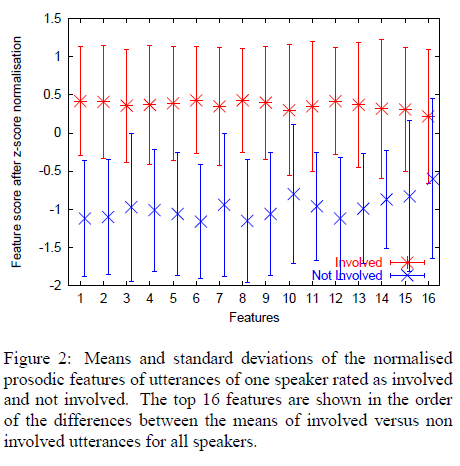 1.5
1
0.5
0
-0.5
-1
-1.5
-2
Feature score after z-score normalisation
Involved
Not Involved
1 2 3 4 5 6 7 8 9 10 11 12 13 14 15 16
Features
Figure 2: Means and standard deviations of the normalised
prosodic features of utterances of one speaker rated as involved
and not involved. The top 16 features are shown in the order
of the differences between the means of involved versus non
involved utterances for all speakers.